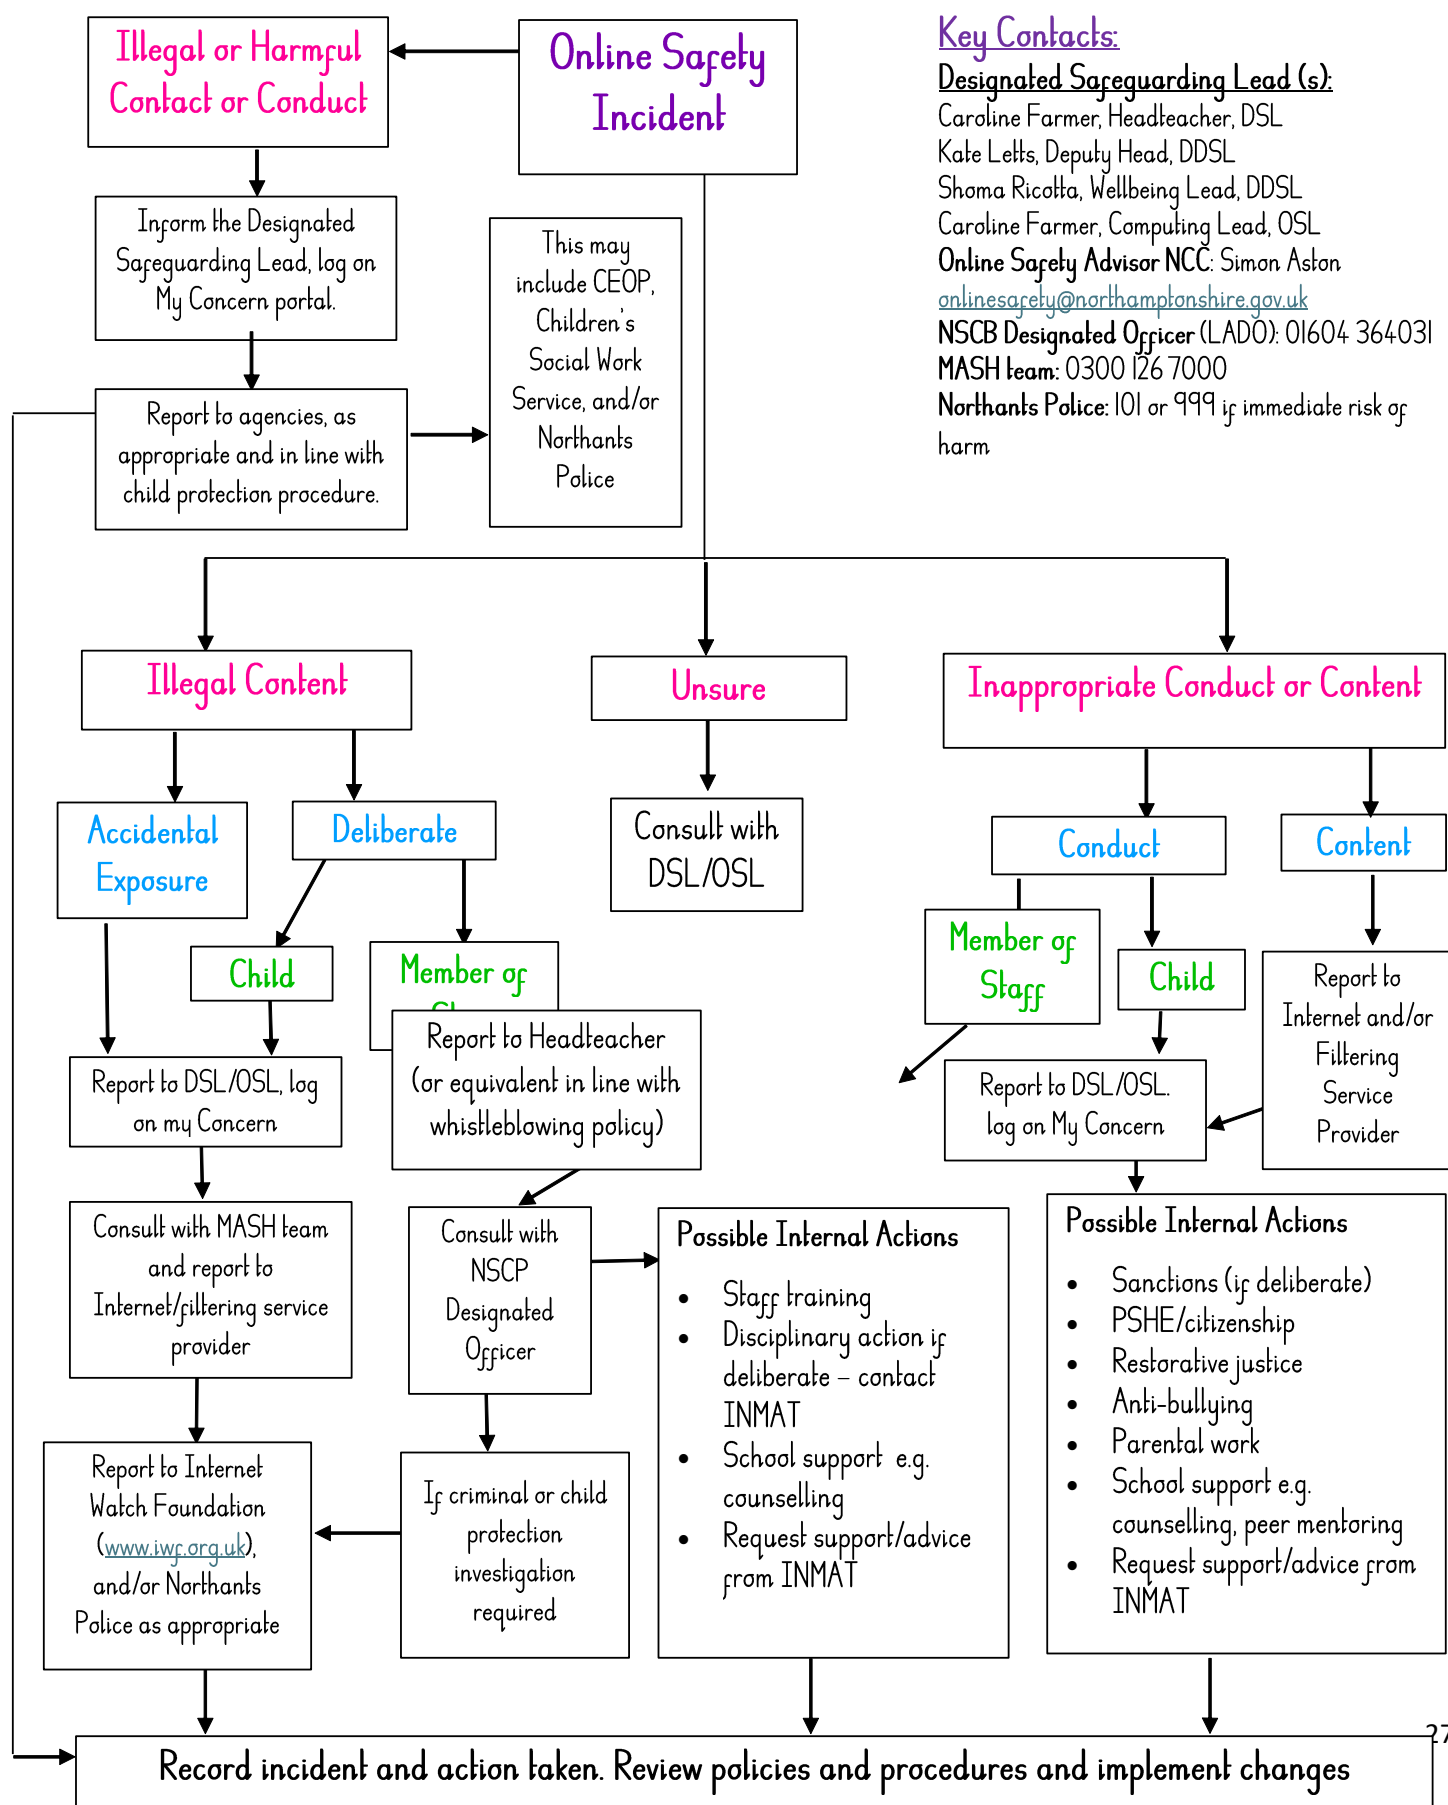 Illegal or Harmful
Contact or Conduct
Online Safety
Incident
Key Contacts:
Designated Safeguarding Lead (s):
Caroline Farmer, Headteacher, DSL
Kate Letts, Deputy Head, DDSL
Shoma Ricotta, Wellbeing Lead, DDSL
Caroline Farmer, Computing Lead, OSL
Online Safety Advisor NCC: Simon Aston
onlinesafety@northamptonshire.gov.uk
NSCB Designated Officer (LADO): 01604 364031
MASH team: 0300 126 7000
Northants Police: 101 or 999 if immediate risk of
harm
Inform the Designated
Safeguarding Lead, log on
My Concern portal.
This may
include CEOP,
Children's
Social Work
Service, and/or
Northants
Police
Report to agencies, as
appropriate and in line with
child protection procedure.
Illegal Content
Unsure
Inappropriate Conduct or Content
Accidental
Exposure
Deliberate
Consult with
DSL/OSL
Conduct
Content
Child
Member of
Member of
Staff
Child
Report to
Internet and/or
Filtering
Service
Provider
Report to DSL/OSL, log
on my Concern
Report to Headteacher
(or equivalent in line with
whistleblowing policy)
Report to DSL/OSL.
log on My Concern
Consult with MASH team
and report to
Internet/filtering service
provider
Consult with
NSCP
Designated
Officer
Possible Internal Actions
• Staff training
• Disciplinary action if
deliberate – contact
INMAT
• School support e.g.
counselling
• Request support/advice
from INMAT
Possible Internal Actions
• Sanctions (if deliberate)
• PSHE/citizenship
• Restorative justice
• Anti-bullying
• Parental work
• School support e.g.
counselling, peer mentoring
• Request support/advice from
INMAT
Report to Internet
Watch Foundation
(www.iwf.org.uk),
and/or Northants
Police as appropriate
If criminal or child
protection
investigation
required
27
Record incident and action taken. Review policies and procedures and implement changes